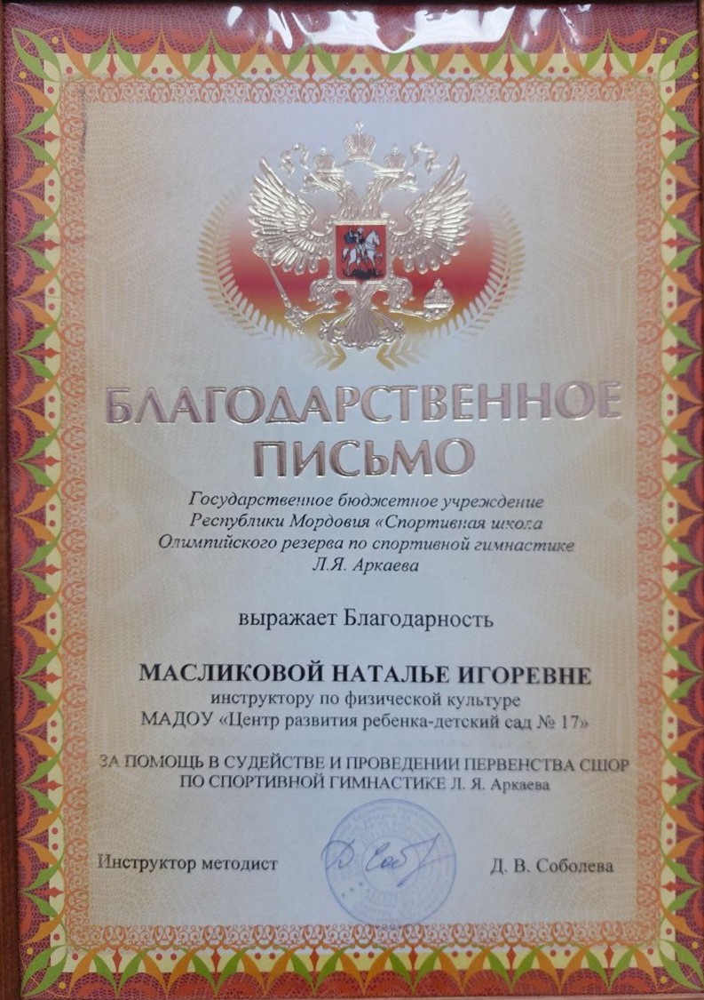 БЛАГОДАРСТВЕННОЕ
ПИСЬМО
Государственное бюджетное учреждение
Республики Мордовия «Спортивная школа
Олимпийского резерва по спортивной гимнастике
Л.Я. Аркаева
выражает Благодарность
МАСЛИКОВОЙ НАТАЛЬЕ ИГОРЕВНЕ
инструктору по физической культуре
МАДОУ «Центр развития ребенка-детский сад № 17»
ЗА ПОМОЩЬ В СУДЕЙСТВЕ И ПРОВЕДЕНИИ ПЕРВЕНСТВА СШОР
ПО СПОРТИВНОЙ ГИМНАСТИКЕ Л. Я. Аркаева
Инструктор методист Д. В. Соболева